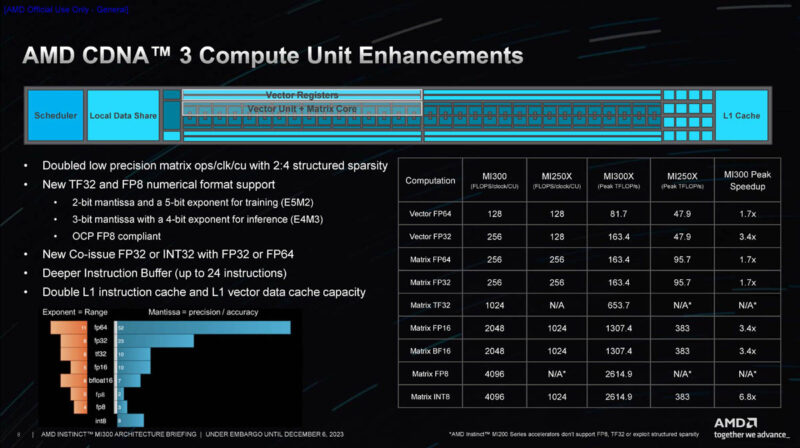 [AMD Official Use Only - General]
AMD CDNA™ 3 Compute Unit Enhancements
Scheduler
Local Data Share
Vector Registers
Vector Unit + Matrix Core
L1 Cache
• Doubled low precision matrix ops/clk/cu with 2:4 structured sparsity
• New TF32 and FP8 numerical format support
• 2-bit mantissa and a 5-bit exponent for training (E5M2)
• 3-bit mantissa with a 4-bit exponent for inference (E4M3)
• OCP FP8 compliant
• New Co-issue FP32 or INT32 with FP32 or FP64
• Deeper Instruction Buffer (up to 24 instructions)
• Double L1 instruction cache and L1 vector data cache capacity
Exponent = Range Mantissa = precision / accuracy
11 fp64 52
8 fp32 23
8 tf32 10
5 fp16 10
8 bfloat16 7
5 fp8 2
4 fp8 3
int8 8
Computation MI300 (FLOPS/clock/CU) MI250X (FLOPS/clock/CU) MI300X (Peak TFLOP/s) MI250X (Peak TFLOP/s) MI300 Peak Speedup
Vector FP64 128 128 81.7 47.9 1.7x
Vector FP32 256 128 163.4 47.9 3.4x
Matrix FP64 256 256 163.4 95.7 1.7x
Matrix FP32 256 256 163.4 95.7 1.7x
Matrix TF32 1024 N/A 653.7 N/A* N/A*
Matrix FP16 2048 1024 1307.4 383 3.4x
Matrix BF16 2048 1024 1307.4 383 3.4x
Matrix FP8 4096 N/A* 2614.9 N/A* N/A*
Matrix INT8 4096 1024 2614.9 383 6.8x
8 | AMD INSTINCT™ MI300 ARCHITECTURE BRIEFING | UNDER EMBARGO UNTIL DECEMBER 6, 2023
*AMD Instinct™ MI200 Series accelerators don't support FP8, TF32 or exploit structured sparsity
AMD
together we advance_